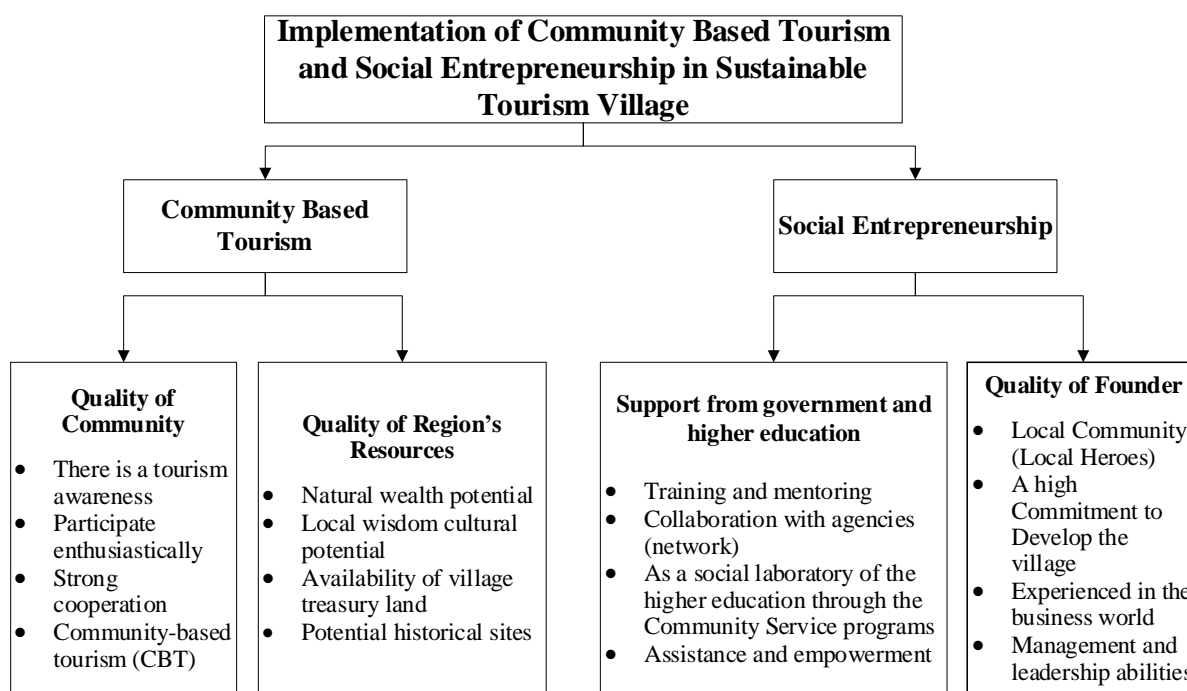 Implementation of Community Based Tourism
and Social Entrepreneurship in Sustainable
Tourism Village
Community Based
Tourism
Social Entrepreneurship
Quality of
Community
• There is a tourism
awareness
• Participate
enthusiastically
• Strong
cooperation
• Community-based
tourism (CBT)
Quality of Region's
Resources
• Natural wealth potential
• Local wisdom cultural
potential
• Availability of village
treasury land
• Potential historical sites
Support from government and
higher education
• Training and mentoring
• Collaboration with agencies
(network)
• As a social laboratory of the
higher education through the
Community Service programs
• Assistance and empowerment
Quality of Founder
• Local Community
(Local Heroes)
• A high
Commitment to
Develop the
village
• Experienced in the
business world
• Management and
leadership abilities